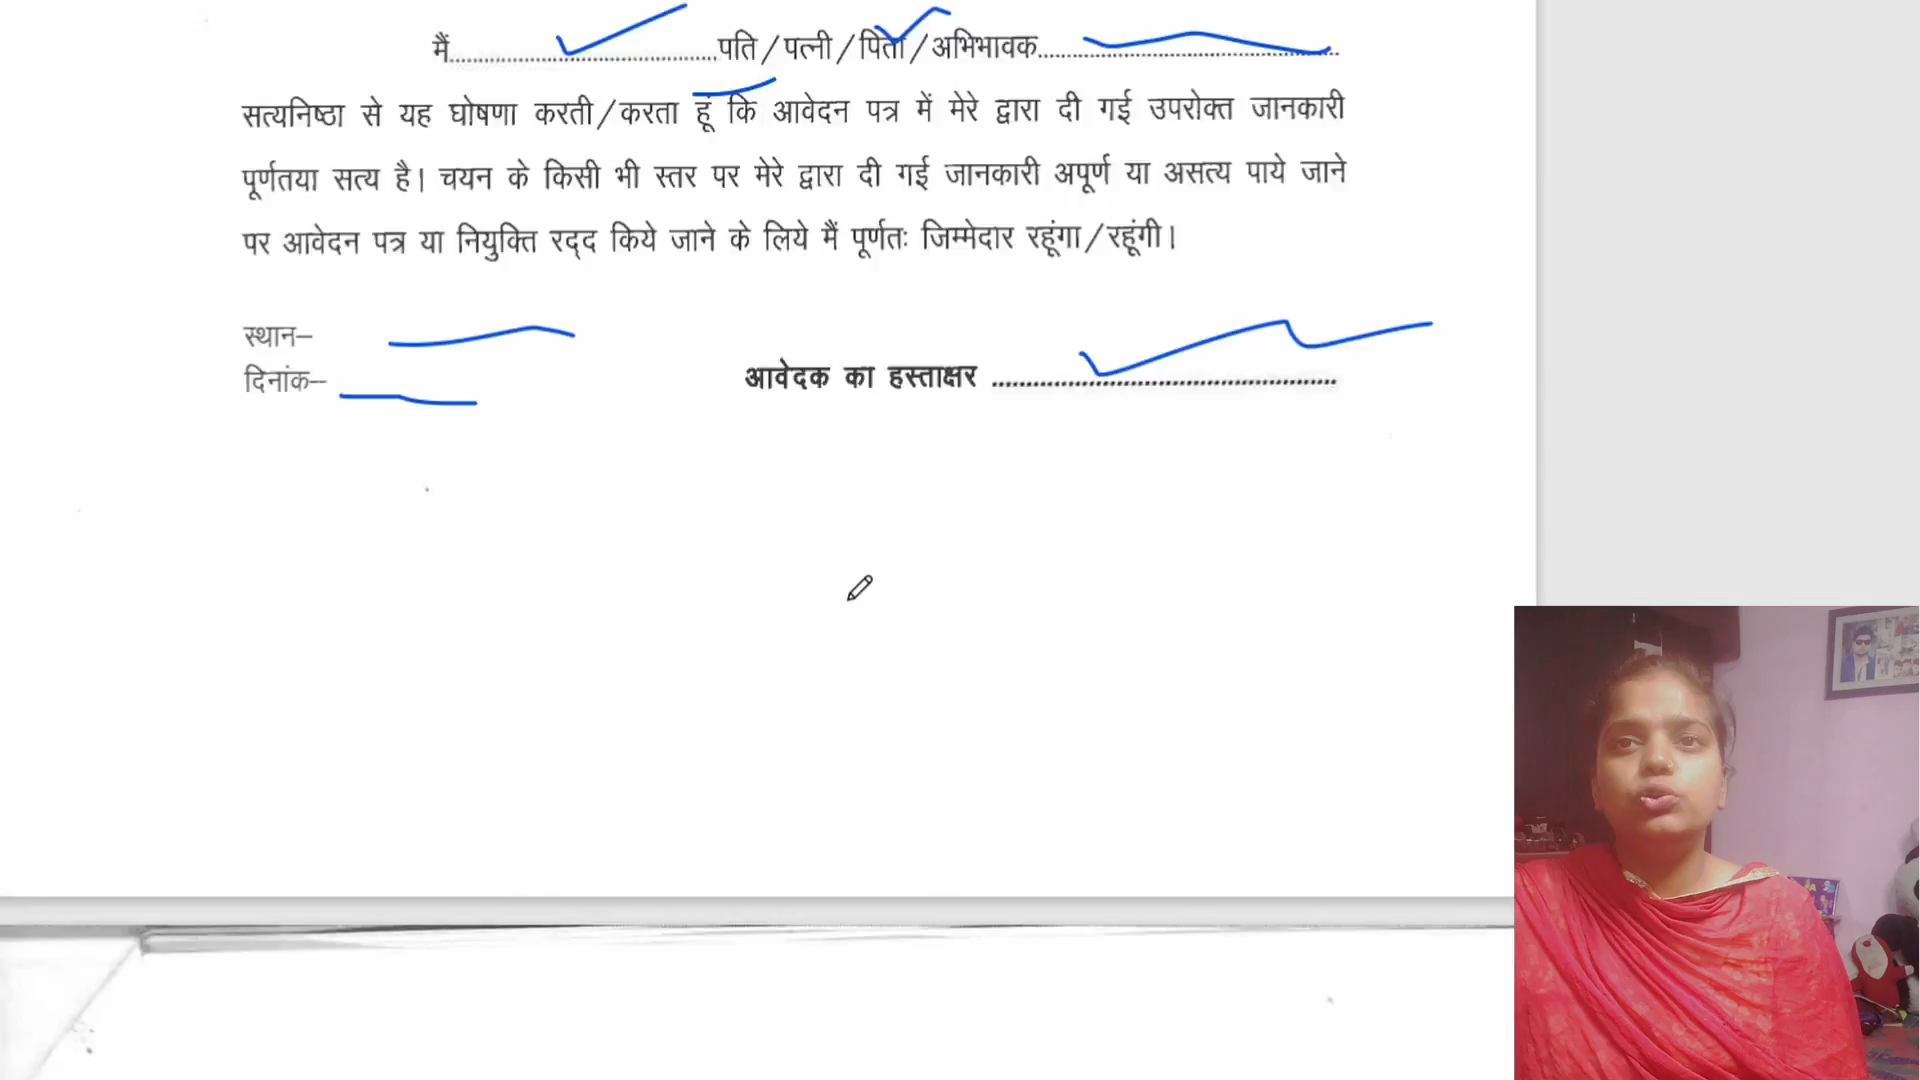 मैं.......................................पति/पत्नी/पिता/अभिभावक...........................................
सत्यनिष्ठा से यह घोषणा करती/करता हूं कि आवेदन पत्र में मेरे द्वारा दी गई उपरोक्त जानकारी
पूर्णतया सत्य है। चयन के किसी भी स्तर पर मेरे द्वारा दी गई जानकारी अपूर्ण या असत्य पाये जाने
पर आवेदन पत्र या नियुक्ति रद्द किये जाने के लिये मैं पूर्णतः जिम्मेदार रहूंगा/रहूंगी।
स्थान–
दिनांक–
आवेदक का हस्ताक्षर ..................................................